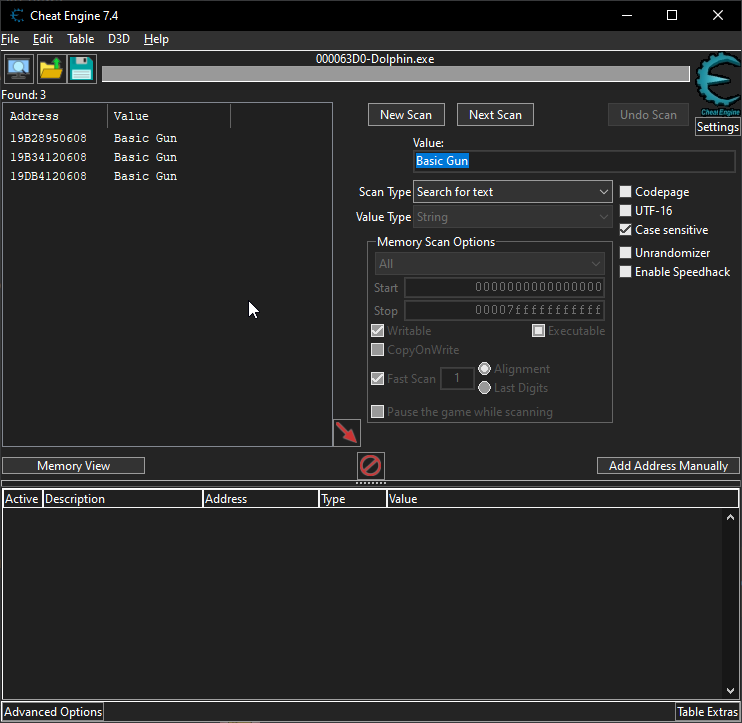 Cheat Engine 7.4
File Edit Table D3D Help
000063D0-Dolphin.exe
Found: 3
Address Value
19B28950608 Basic Gun
19B34120608 Basic Gun
19DB4120608 Basic Gun
New Scan Next Scan Undo Scan
Cheat Engine
Settings
Value:
Basic Gun
Scan Type Search for text
Value Type String
Codepage
UTF-16
Case sensitive
Unrandomizer
Enable Speedhack
Memory Scan Options
All
Start 0000000000000000
Stop 00007fffffffffff
Writable Executable
CopyOnWrite
Fast Scan 1 Alignment
Last Digits
Pause the game while scanning
Memory View Add Address Manually
Active Description Address Type Value
Advanced Options Table Extras